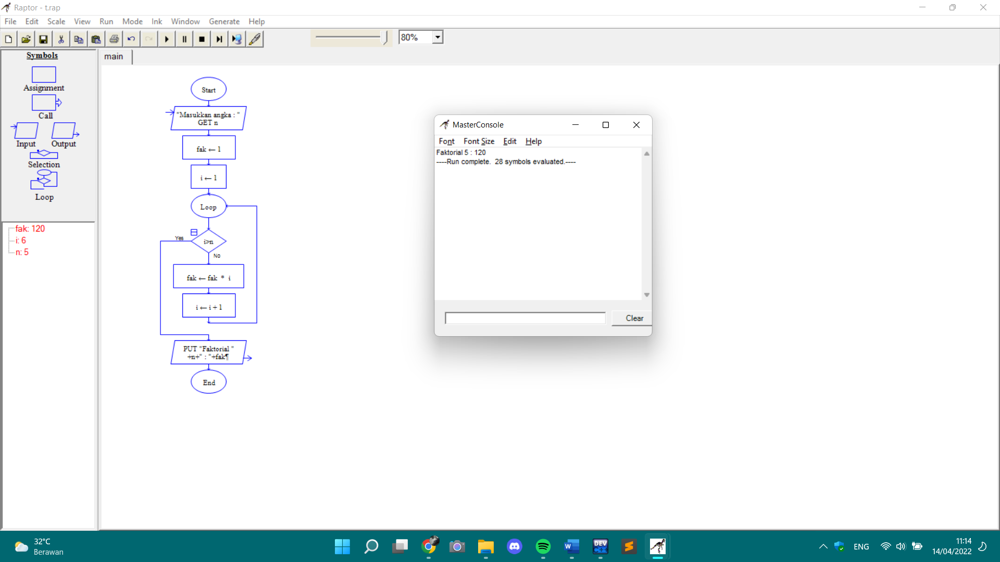 Raptor - t.rap
File Edit Scale View Run Mode Ink Window Generate Help
80%
Symbols
Assignment
Call
Input Output
Selection
Loop
fak: 120
i: 6
n: 5
main
Start
"Masukkan angka : "
GET n
fak ← 1
i ← 1
Loop
Yes
i>n
No
fak ← fak * i
i ← i + 1
PUT "Faktorial "
+n+" : "+fak¶
End
MasterConsole
Font Font Size Edit Help
Faktorial 5 : 120
----Run complete. 28 symbols evaluated.----
Clear
32°C
Berawan
W
DEV
C++
ENG
11:14
14/04/2022